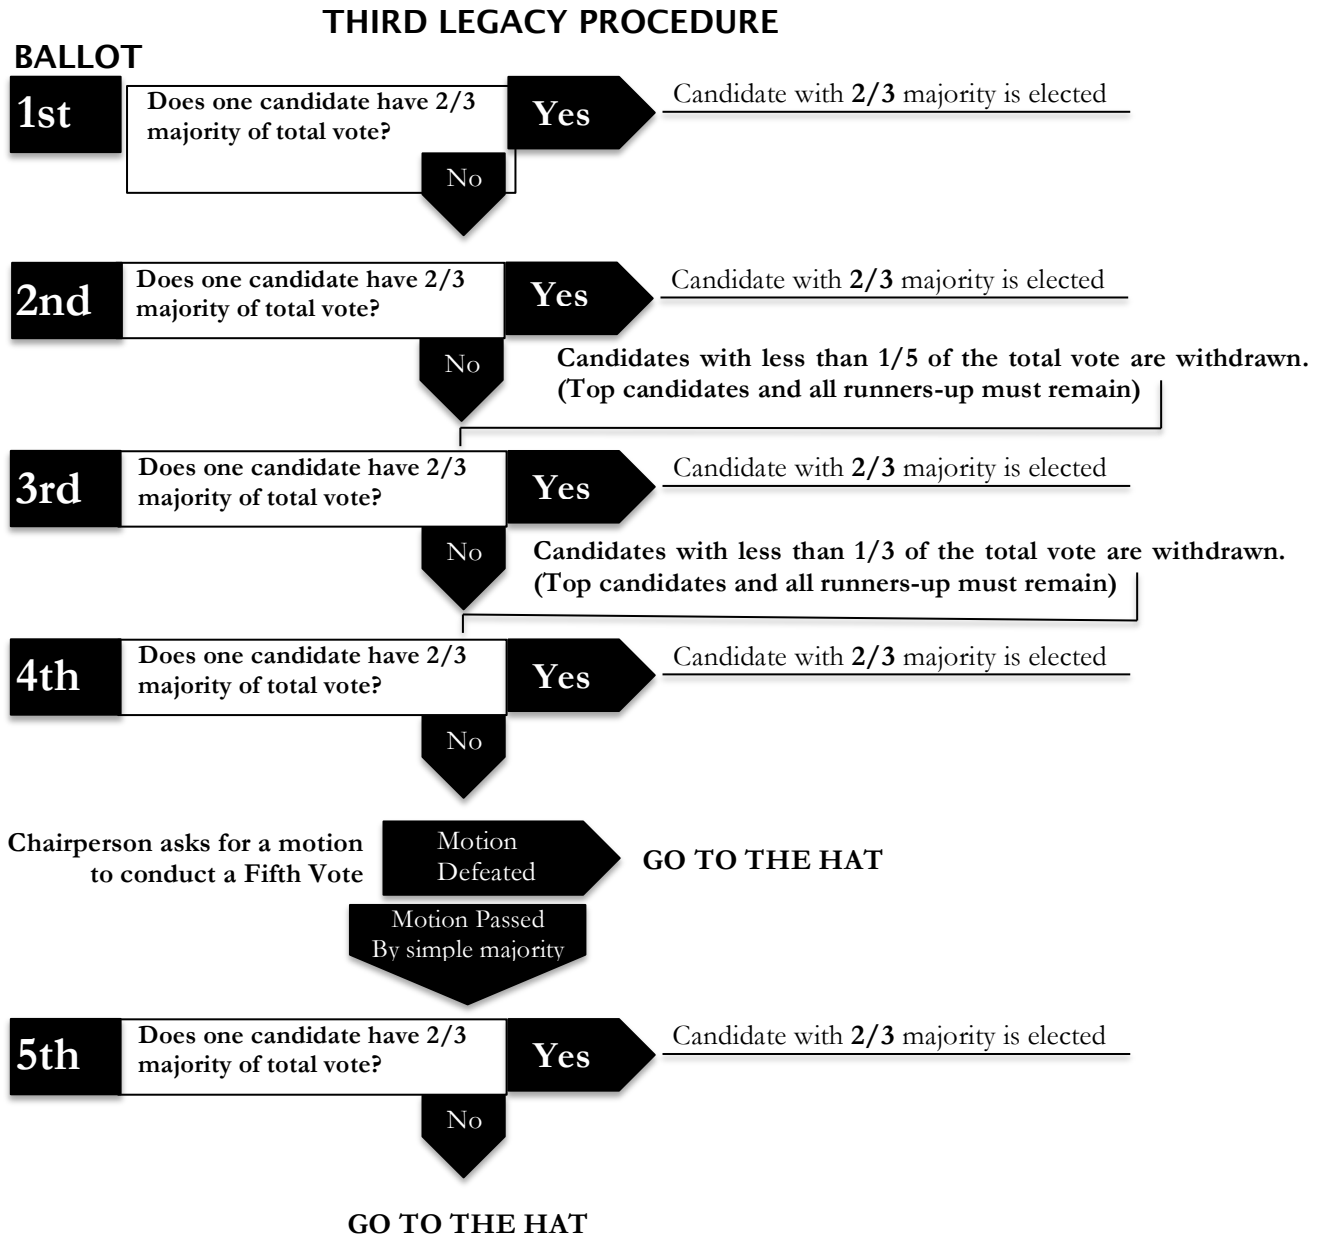 THIRD LEGACY PROCEDURE
BALLOT
1st
Does one candidate have 2/3
majority of total vote?
Yes
Candidate with 2/3 majority is elected
No
2nd
Does one candidate have 2/3
majority of total vote?
Yes
Candidate with 2/3 majority is elected
No
Candidates with less than 1/5 of the total vote are withdrawn.
(Top candidates and all runners-up must remain)
3rd
Does one candidate have 2/3
majority of total vote?
Yes
Candidate with 2/3 majority is elected
No
Candidates with less than 1/3 of the total vote are withdrawn.
(Top candidates and all runners-up must remain)
4th
Does one candidate have 2/3
majority of total vote?
Yes
Candidate with 2/3 majority is elected
No
Chairperson asks for a motion
to conduct a Fifth Vote
Motion
Defeated
GO TO THE HAT
Motion Passed
By simple majority
5th
Does one candidate have 2/3
majority of total vote?
Yes
Candidate with 2/3 majority is elected
No
GO TO THE HAT